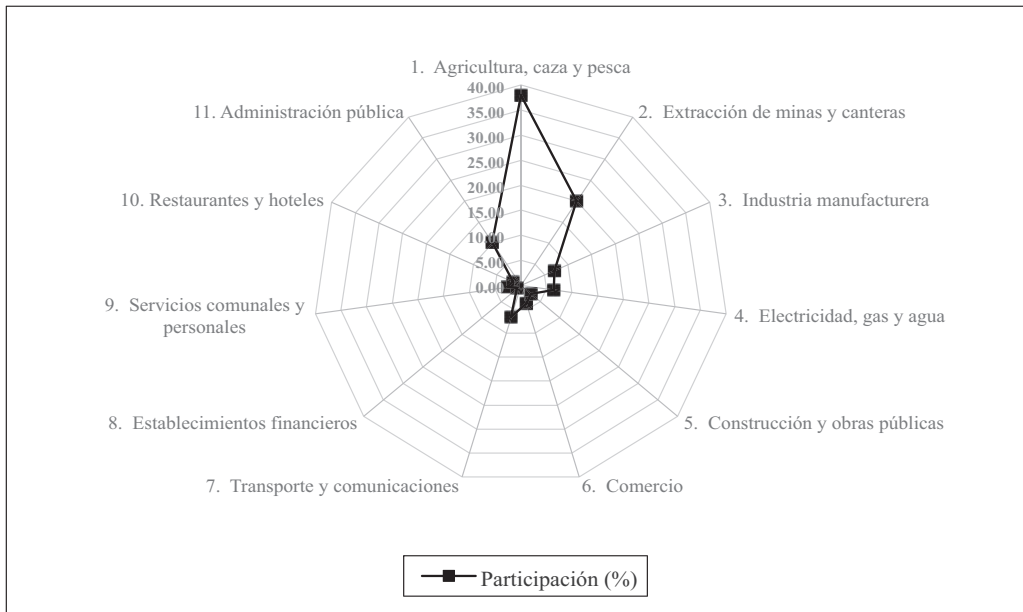 1. Agricultura, caza y pesca
40.00
35.00
30.00
25.00
20.00
15.00
10.00
5.00
0.00
2. Extracción de minas y canteras
3. Industria manufacturera
4. Electricidad, gas y agua
5. Construcción y obras públicas
6. Comercio
7. Transporte y comunicaciones
8. Establecimientos financieros
9. Servicios comunales y
personales
10. Restaurantes y hoteles
11. Administración pública
Participación (%)